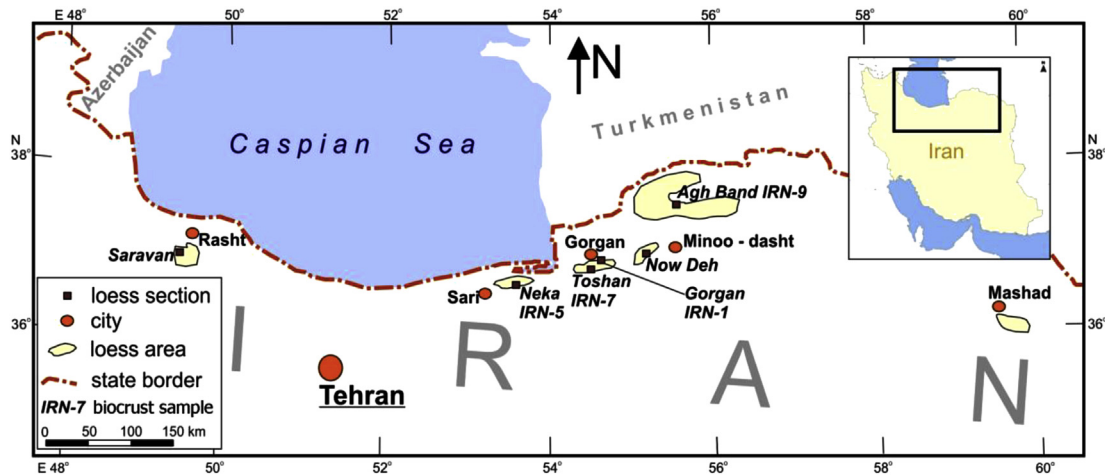 E 48°
50°
52°
54°
56°
58°
60°
Azerbaijan
N
Turkmenistan
Caspian Sea
Iran
N
38°
N
38°
Agh Band IRN-9
Rasht
Saravan
Gorgan
Minoo - dasht
Now Deh
Toshan
IRN-7
Gorgan
IRN-1
Sari
Neka
IRN-5
Mashad
36°
36°
I R A N
Tehran
loess section
city
loess area
state border
IRN-7 biocrust sample
0 50 100 150 km
E 48°
50°
52°
54°
56°
58°
60°